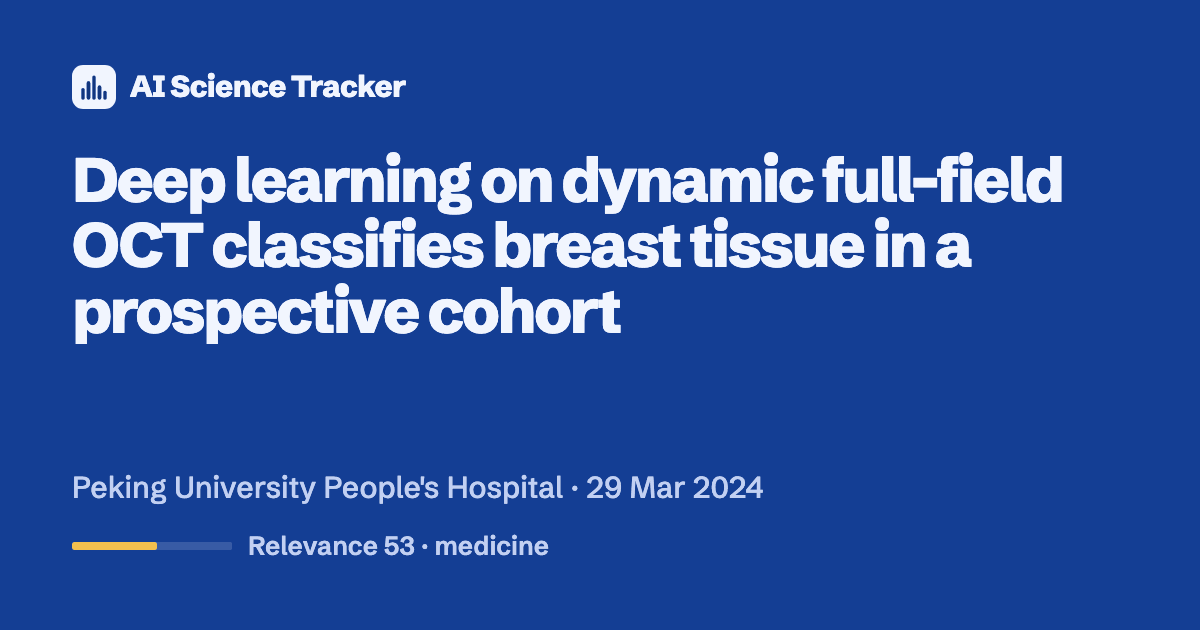 AI Science Tracker
Deep learning on dynamic full-field
OCT classifies breast tissue in a
prospective cohort
Peking University People's Hospital · 29 Mar 2024
Relevance 53 · medicine